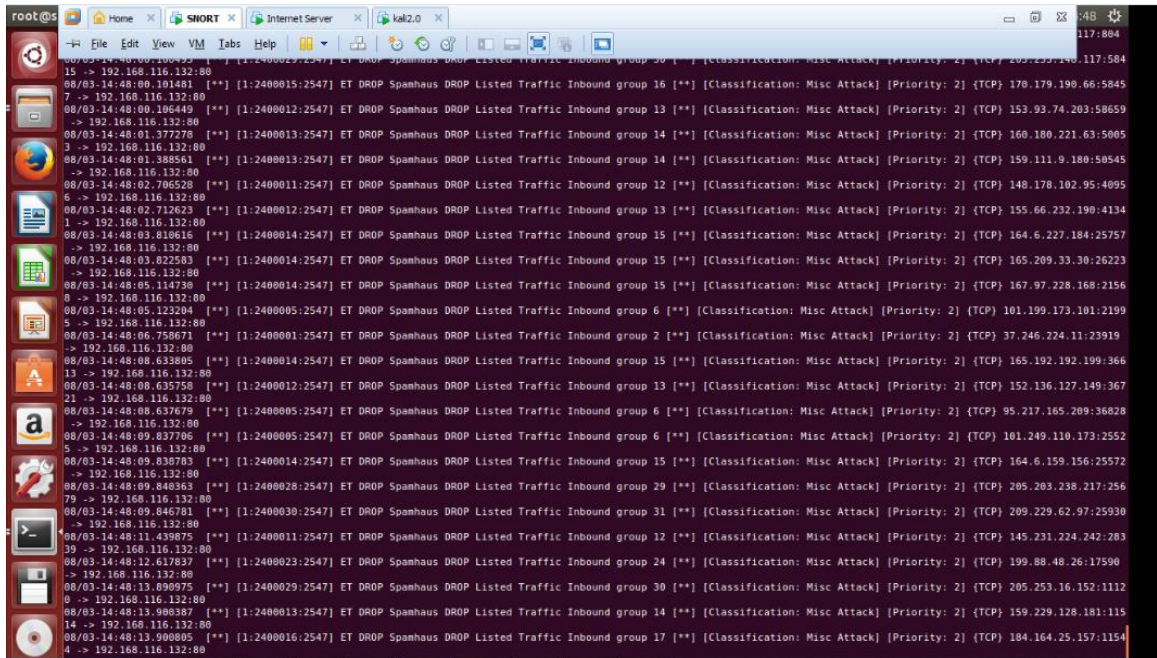 root@s
Home × SNORT × Internet Server × kali2.0 ×
:48
File Edit View VM Tabs Help
117:804
08/03-14:48:00.100495 [**] [1:2400029:2547] ET DROP Spamhaus DROP Listed Traffic Inbound group 30 [**] [Classification: Misc Attack] [Priority: 2] {TCP} 205.253.140.117:584
15 -> 192.168.116.132:80
08/03-14:48:00.101481 [**] [1:2400015:2547] ET DROP Spamhaus DROP Listed Traffic Inbound group 16 [**] [Classification: Misc Attack] [Priority: 2] {TCP} 170.179.190.66:5845
7 -> 192.168.116.132:80
08/03-14:48:00.106449 [**] [1:2400012:2547] ET DROP Spamhaus DROP Listed Traffic Inbound group 13 [**] [Classification: Misc Attack] [Priority: 2] {TCP} 153.93.74.203:58659
-> 192.168.116.132:80
08/03-14:48:01.377278 [**] [1:2400013:2547] ET DROP Spamhaus DROP Listed Traffic Inbound group 14 [**] [Classification: Misc Attack] [Priority: 2] {TCP} 160.180.221.63:5005
3 -> 192.168.116.132:80
08/03-14:48:01.388561 [**] [1:2400013:2547] ET DROP Spamhaus DROP Listed Traffic Inbound group 14 [**] [Classification: Misc Attack] [Priority: 2] {TCP} 159.111.9.180:50545
-> 192.168.116.132:80
08/03-14:48:02.706528 [**] [1:2400011:2547] ET DROP Spamhaus DROP Listed Traffic Inbound group 12 [**] [Classification: Misc Attack] [Priority: 2] {TCP} 148.178.102.95:4095
6 -> 192.168.116.132:80
08/03-14:48:02.712623 [**] [1:2400012:2547] ET DROP Spamhaus DROP Listed Traffic Inbound group 13 [**] [Classification: Misc Attack] [Priority: 2] {TCP} 155.66.232.190:4134
1 -> 192.168.116.132:80
08/03-14:48:03.810616 [**] [1:2400014:2547] ET DROP Spamhaus DROP Listed Traffic Inbound group 15 [**] [Classification: Misc Attack] [Priority: 2] {TCP} 164.6.227.184:25757
-> 192.168.116.132:80
08/03-14:48:03.822583 [**] [1:2400014:2547] ET DROP Spamhaus DROP Listed Traffic Inbound group 15 [**] [Classification: Misc Attack] [Priority: 2] {TCP} 165.209.33.30:26223
-> 192.168.116.132:80
08/03-14:48:05.114730 [**] [1:2400014:2547] ET DROP Spamhaus DROP Listed Traffic Inbound group 15 [**] [Classification: Misc Attack] [Priority: 2] {TCP} 167.97.228.168:2156
8 -> 192.168.116.132:80
08/03-14:48:05.123204 [**] [1:2400005:2547] ET DROP Spamhaus DROP Listed Traffic Inbound group 6 [**] [Classification: Misc Attack] [Priority: 2] {TCP} 101.199.173.101:2199
5 -> 192.168.116.132:80
08/03-14:48:06.758671 [**] [1:2400001:2547] ET DROP Spamhaus DROP Listed Traffic Inbound group 2 [**] [Classification: Misc Attack] [Priority: 2] {TCP} 37.246.224.11:23919
-> 192.168.116.132:80
08/03-14:48:08.633805 [**] [1:2400014:2547] ET DROP Spamhaus DROP Listed Traffic Inbound group 15 [**] [Classification: Misc Attack] [Priority: 2] {TCP} 165.192.192.199:366
13 -> 192.168.116.132:80
08/03-14:48:08.635758 [**] [1:2400012:2547] ET DROP Spamhaus DROP Listed Traffic Inbound group 13 [**] [Classification: Misc Attack] [Priority: 2] {TCP} 152.136.127.149:367
21 -> 192.168.116.132:80
08/03-14:48:08.637679 [**] [1:2400005:2547] ET DROP Spamhaus DROP Listed Traffic Inbound group 6 [**] [Classification: Misc Attack] [Priority: 2] {TCP} 95.217.165.209:36828
-> 192.168.116.132:80
08/03-14:48:09.837706 [**] [1:2400005:2547] ET DROP Spamhaus DROP Listed Traffic Inbound group 6 [**] [Classification: Misc Attack] [Priority: 2] {TCP} 101.249.110.173:2552
5 -> 192.168.116.132:80
08/03-14:48:09.838783 [**] [1:2400014:2547] ET DROP Spamhaus DROP Listed Traffic Inbound group 15 [**] [Classification: Misc Attack] [Priority: 2] {TCP} 164.6.159.156:25572
-> 192.168.116.132:80
08/03-14:48:09.840363 [**] [1:2400028:2547] ET DROP Spamhaus DROP Listed Traffic Inbound group 29 [**] [Classification: Misc Attack] [Priority: 2] {TCP} 205.203.238.217:256
79 -> 192.168.116.132:80
08/03-14:48:09.846781 [**] [1:2400030:2547] ET DROP Spamhaus DROP Listed Traffic Inbound group 31 [**] [Classification: Misc Attack] [Priority: 2] {TCP} 209.229.62.97:25930
-> 192.168.116.132:80
08/03-14:48:11.439875 [**] [1:2400011:2547] ET DROP Spamhaus DROP Listed Traffic Inbound group 12 [**] [Classification: Misc Attack] [Priority: 2] {TCP} 145.231.224.242:283
39 -> 192.168.116.132:80
08/03-14:48:12.617837 [**] [1:2400023:2547] ET DROP Spamhaus DROP Listed Traffic Inbound group 24 [**] [Classification: Misc Attack] [Priority: 2] {TCP} 199.88.48.26:17590
-> 192.168.116.132:80
08/03-14:48:13.890975 [**] [1:2400029:2547] ET DROP Spamhaus DROP Listed Traffic Inbound group 30 [**] [Classification: Misc Attack] [Priority: 2] {TCP} 205.253.16.152:1112
0 -> 192.168.116.132:80
08/03-14:48:13.900387 [**] [1:2400013:2547] ET DROP Spamhaus DROP Listed Traffic Inbound group 14 [**] [Classification: Misc Attack] [Priority: 2] {TCP} 159.229.128.181:115
14 -> 192.168.116.132:80
08/03-14:48:13.900805 [**] [1:2400016:2547] ET DROP Spamhaus DROP Listed Traffic Inbound group 17 [**] [Classification: Misc Attack] [Priority: 2] {TCP} 184.164.25.157:1154
4 -> 192.168.116.132:80